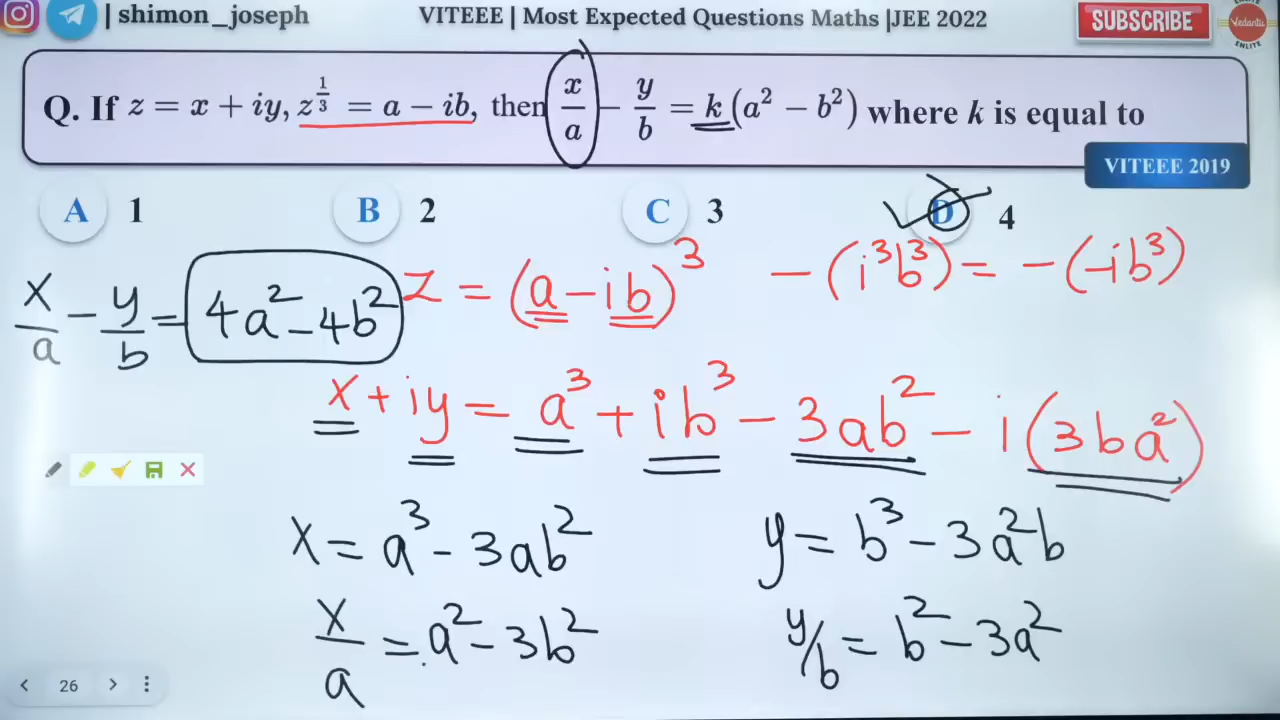 | shimon_joseph
VITEEE | Most Expected Questions Maths |JEE 2022
SUBSCRIBE
Vedantu
ENLITE
Q. If z = x + iy, z^{1/3} = a − ib, then x/a − y/b = k(a² − b²) where k is equal to
VITEEE 2019
A 1
B 2
C 3
D 4
z = (a − ib)³
− (i³b³) = − (−ib³)
x/a − y/b = 4a² − 4b²
x + iy = a³ + ib³ − 3ab² − i(3ba²)
x = a³ − 3ab²
y = b³ − 3a²b
x/a = a² − 3b²
y/b = b² − 3a²
26